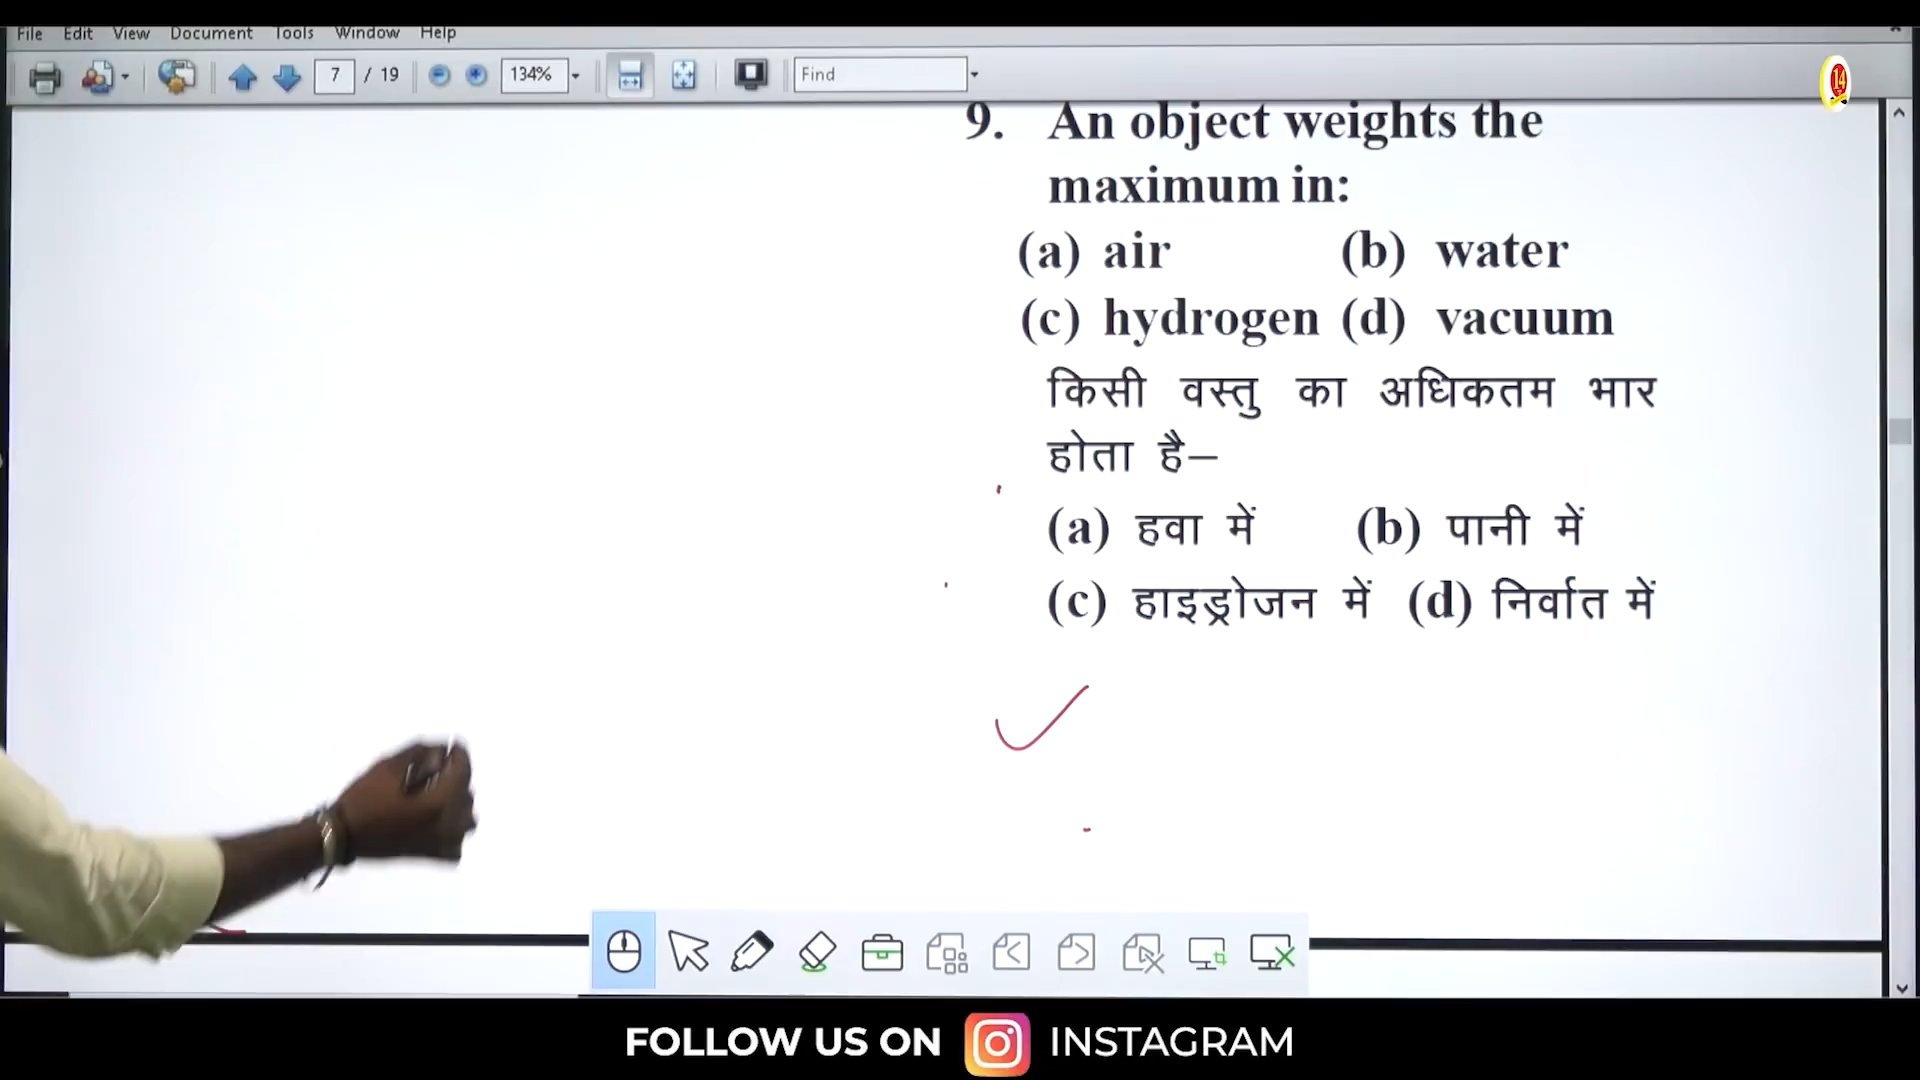 File Edit View Document Tools Window Help
7 / 19 134% Find
14
9. An object weights the
maximum in:
(a) air (b) water
(c) hydrogen (d) vacuum
किसी वस्तु का अधिकतम भार
होता है–
(a) हवा में (b) पानी में
(c) हाइड्रोजन में (d) निर्वात में
FOLLOW US ON INSTAGRAM